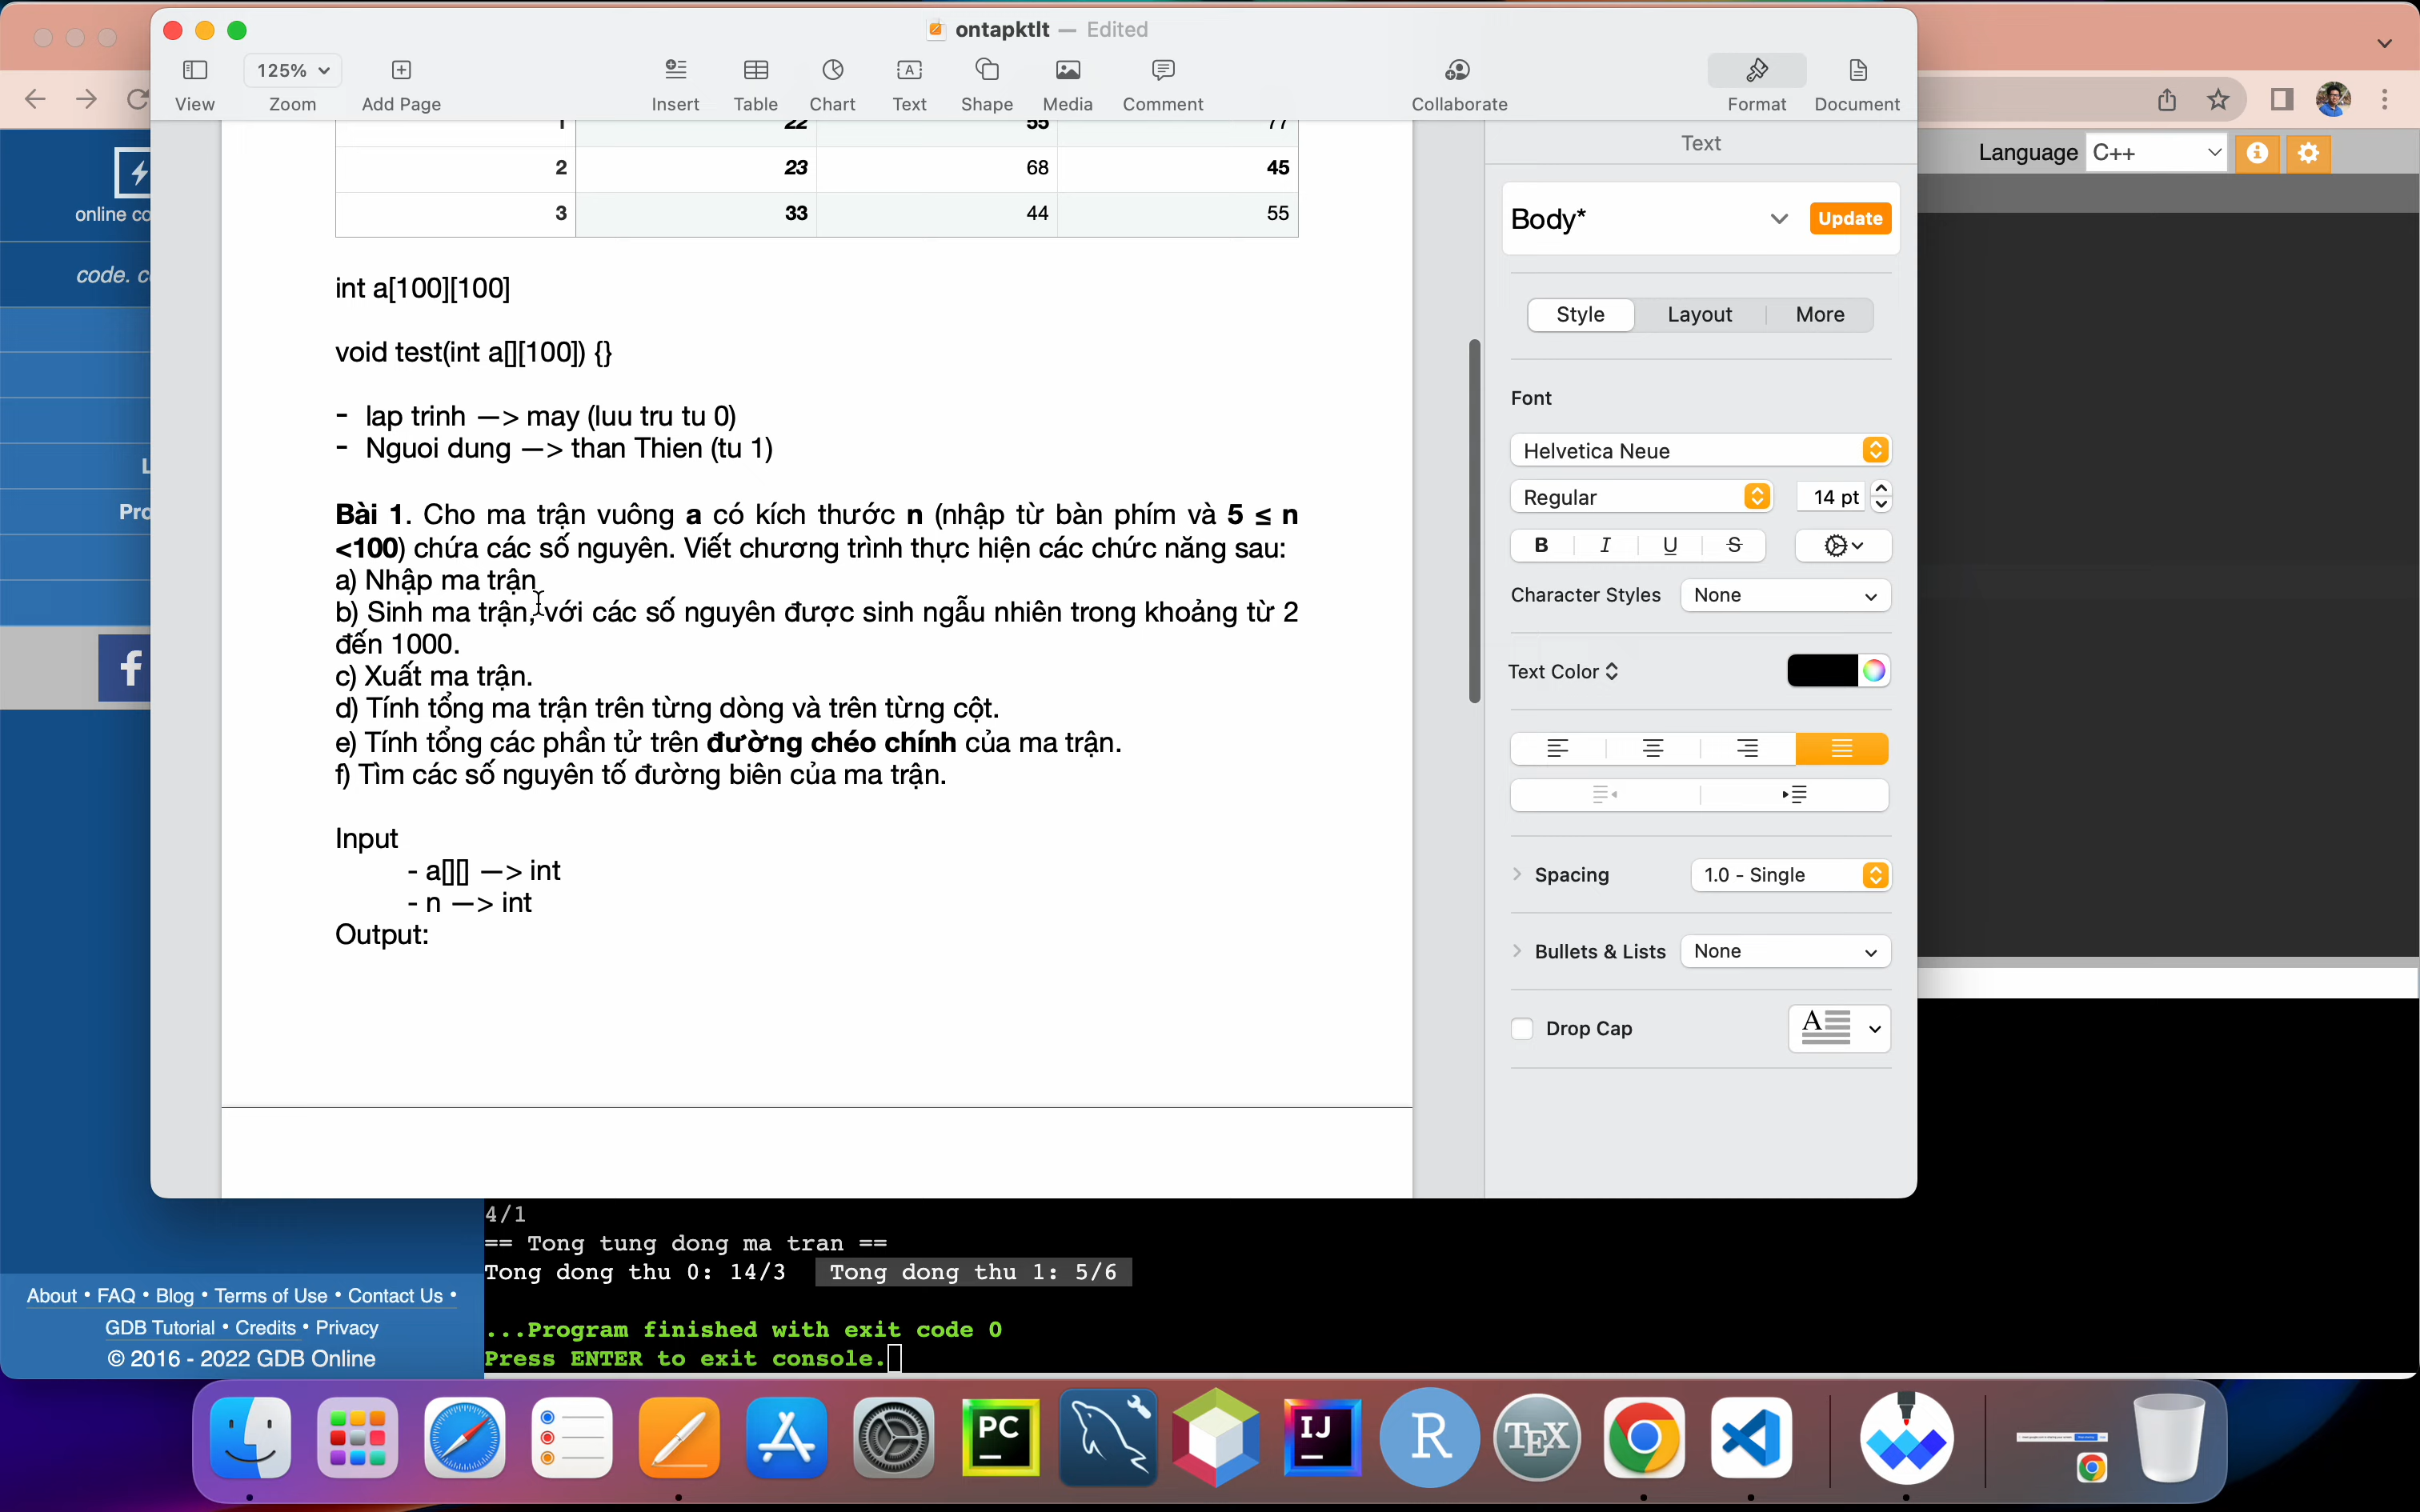 ontapktlt — Edited
125%
View
Zoom
Add Page
Insert
Table
Chart
Text
Shape
Media
Comment
Collaborate
Format
Document
online co
code. c
Pro
f
1 22 55 77
2 23 68 45
3 33 44 55
int a[100][100]
void test(int a[][100]) {}
- lap trinh —> may (luu tru tu 0)
- Nguoi dung —> than Thien (tu 1)
Bài 1. Cho ma trận vuông a có kích thước n (nhập từ bàn phím và 5 ≤ n
<100) chứa các số nguyên. Viết chương trình thực hiện các chức năng sau:
a) Nhập ma trận
b) Sinh ma trận, với các số nguyên được sinh ngẫu nhiên trong khoảng từ 2
đến 1000.
c) Xuất ma trận.
d) Tính tổng ma trận trên từng dòng và trên từng cột.
e) Tính tổng các phần tử trên đường chéo chính của ma trận.
f) Tìm các số nguyên tố đường biên của ma trận.
Input
- a[][] —> int
- n —> int
Output:
Text
Body*
Update
Style
Layout
More
Font
Helvetica Neue
Regular
14 pt
B I U S
Character Styles
None
Text Color
Spacing
1.0 - Single
Bullets & Lists
None
Drop Cap
A
Language C++
4/1
== Tong tung dong ma tran ==
Tong dong thu 0: 14/3 Tong dong thu 1: 5/6
...Program finished with exit code 0
Press ENTER to exit console.
About • FAQ • Blog • Terms of Use • Contact Us •
GDB Tutorial • Credits • Privacy
© 2016 - 2022 GDB Online
PC
IJ
R
TEX